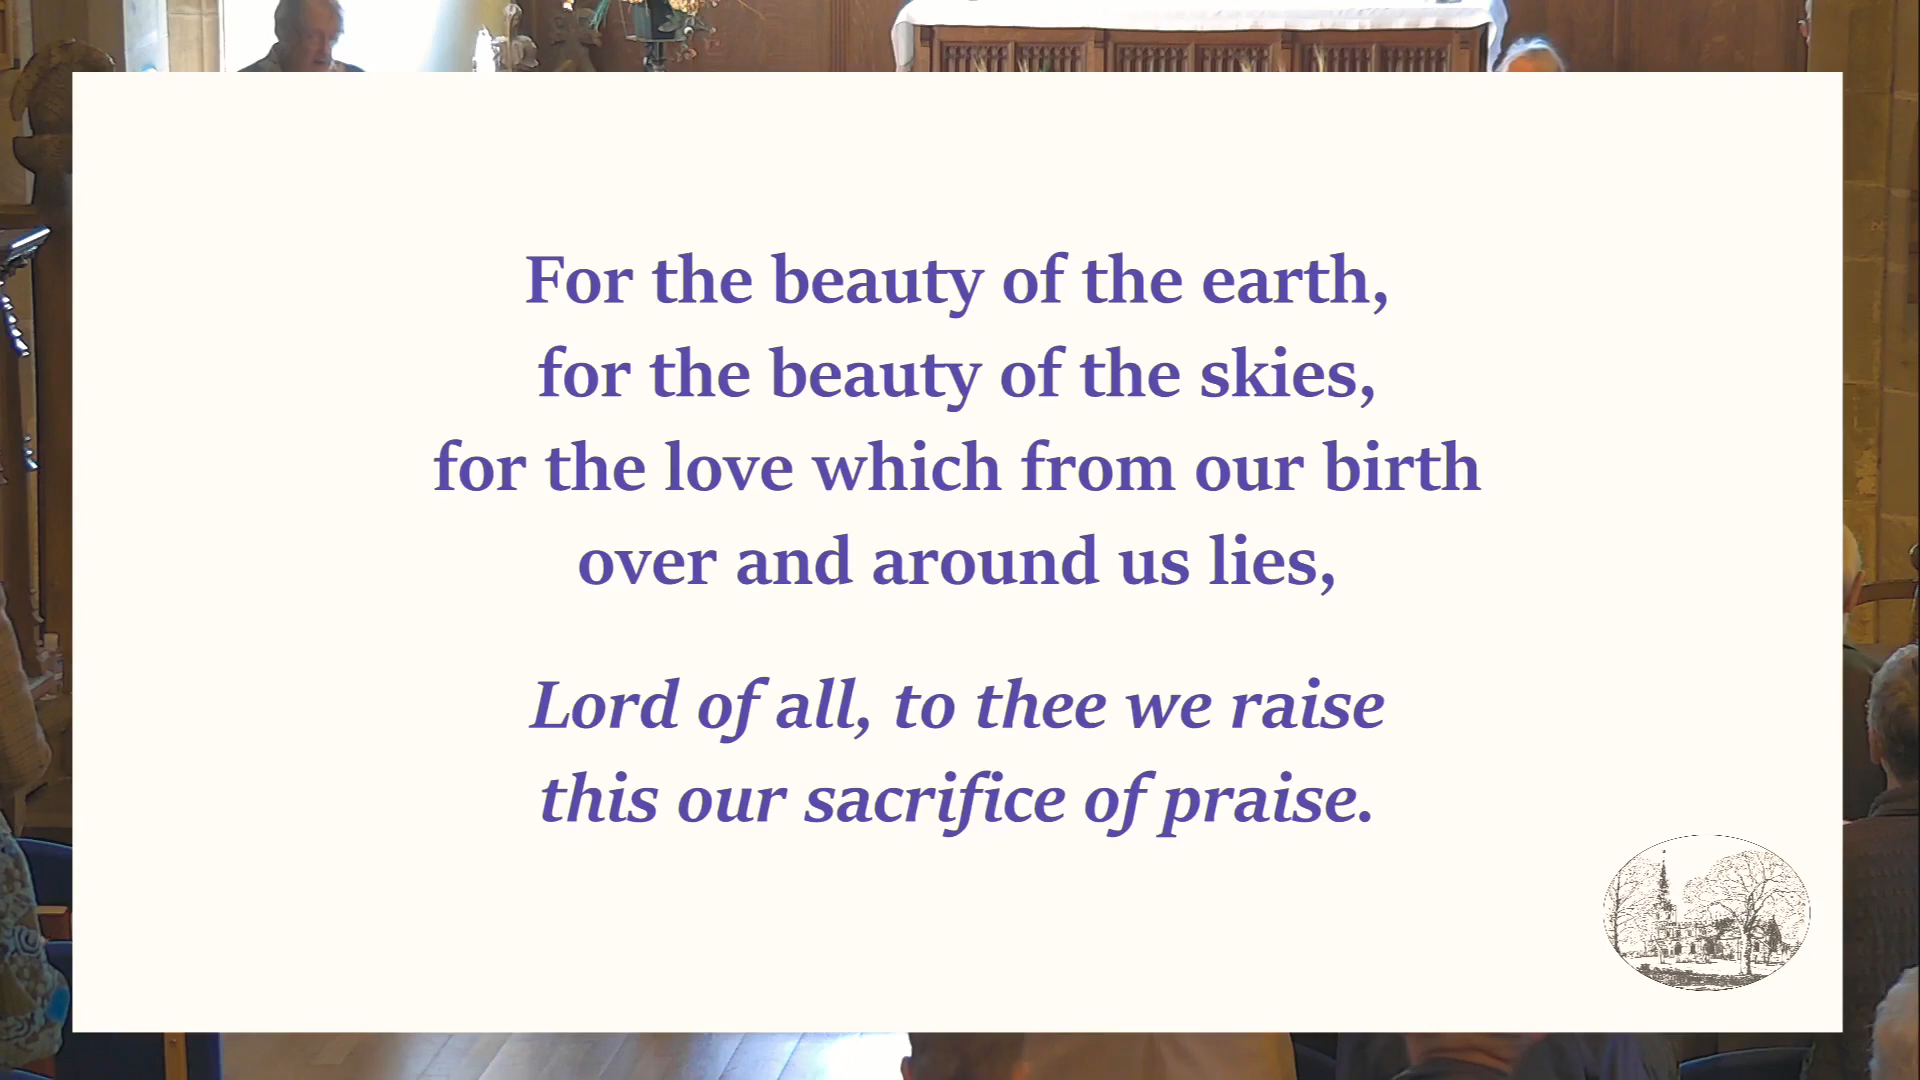 For the beauty of the earth,
for the beauty of the skies,
for the love which from our birth
over and around us lies,
Lord of all, to thee we raise
this our sacrifice of praise.